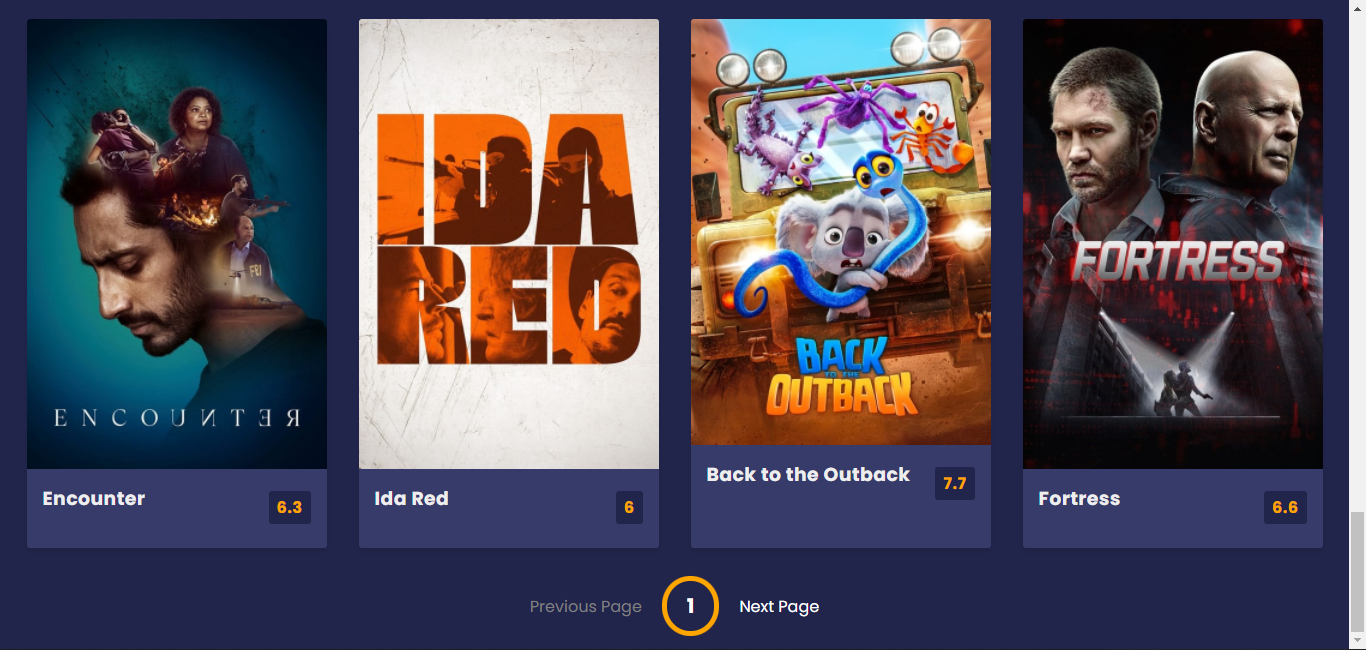 ENCOUNTER
FBI
IDA
RED
BACK
TO THE
OUTBACK
FORTRESS
Encounter
6.3
Ida Red
6
Back to the Outback
7.7
Fortress
6.6
Previous Page
1
Next Page